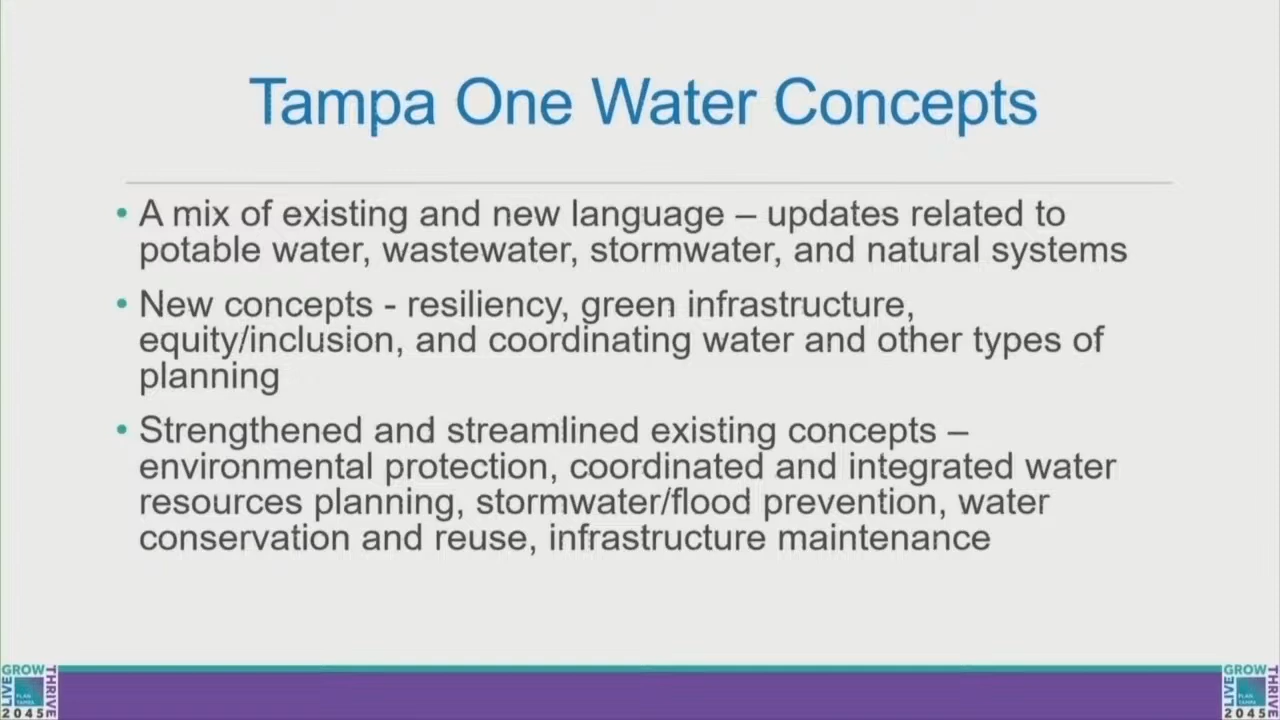 Tampa One Water Concepts
• A mix of existing and new language – updates related to
potable water, wastewater, stormwater, and natural systems
• New concepts - resiliency, green infrastructure,
equity/inclusion, and coordinating water and other types of
planning
• Strengthened and streamlined existing concepts –
environmental protection, coordinated and integrated water
resources planning, stormwater/flood prevention, water
conservation and reuse, infrastructure maintenance
LIVE
GROW
THRIVE
PLAN
TAMPA
2045
LIVE
GROW
THRIVE
PLAN
TAMPA
2045